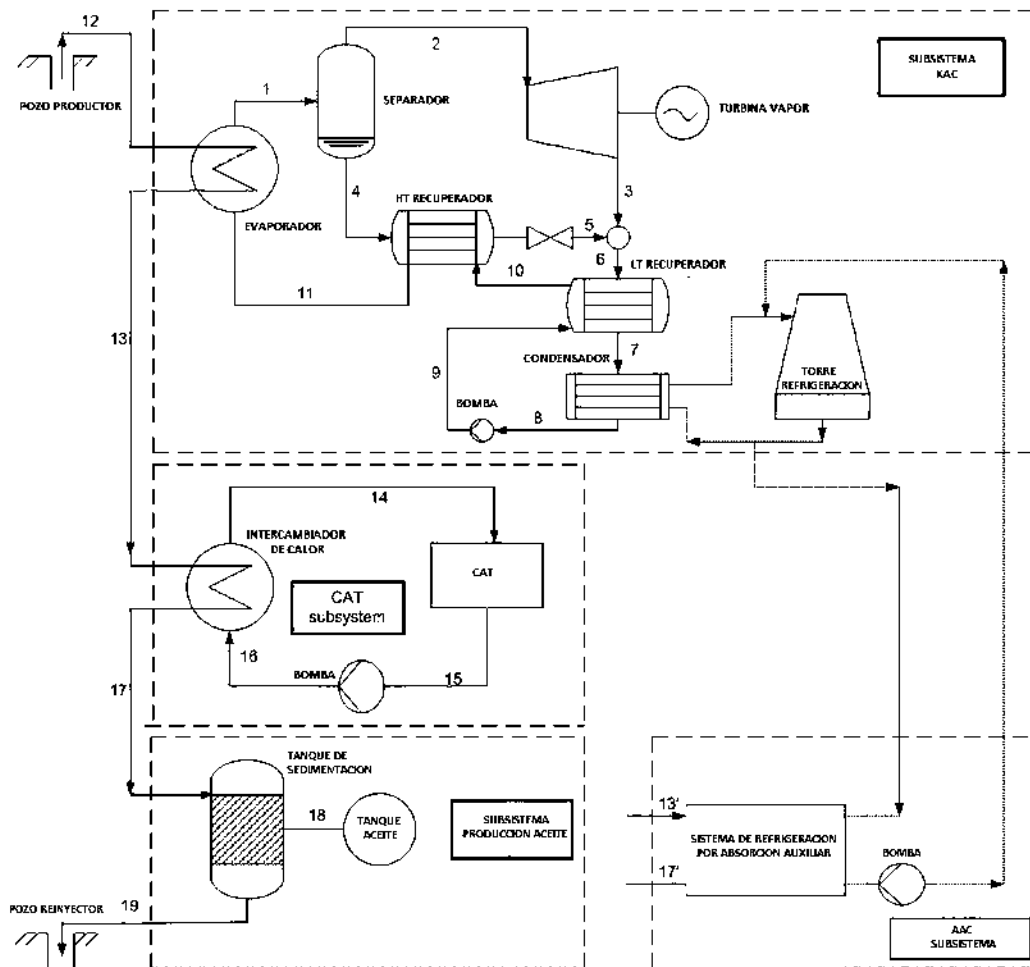 12
POZO PRODUCTOR
1
2
SEPARADOR
SUBSISTEMA
KAC
TURBINA VAPOR
EVAPORADOR
4
HT RECUPERADOR
3
5
6
10
LT RECUPERADOR
11
13
7
CONDENSADOR
9
BOMBA
8
TORRE
REFRIGERACION
14
INTERCAMBIADOR
DE CALOR
CAT
CAT
subsystem
16
BOMBA
15
17
TANQUE DE
SEDIMENTACION
18
TANQUE
ACEITE
SUBSISTEMA
PRODUCCION ACEITE
13'
SISTEMA DE REFRIGERACION
POR ABSORCION AUXILIAR
17'
BOMBA
19
POZO REINYECTOR
AAC
SUBSISTEMA